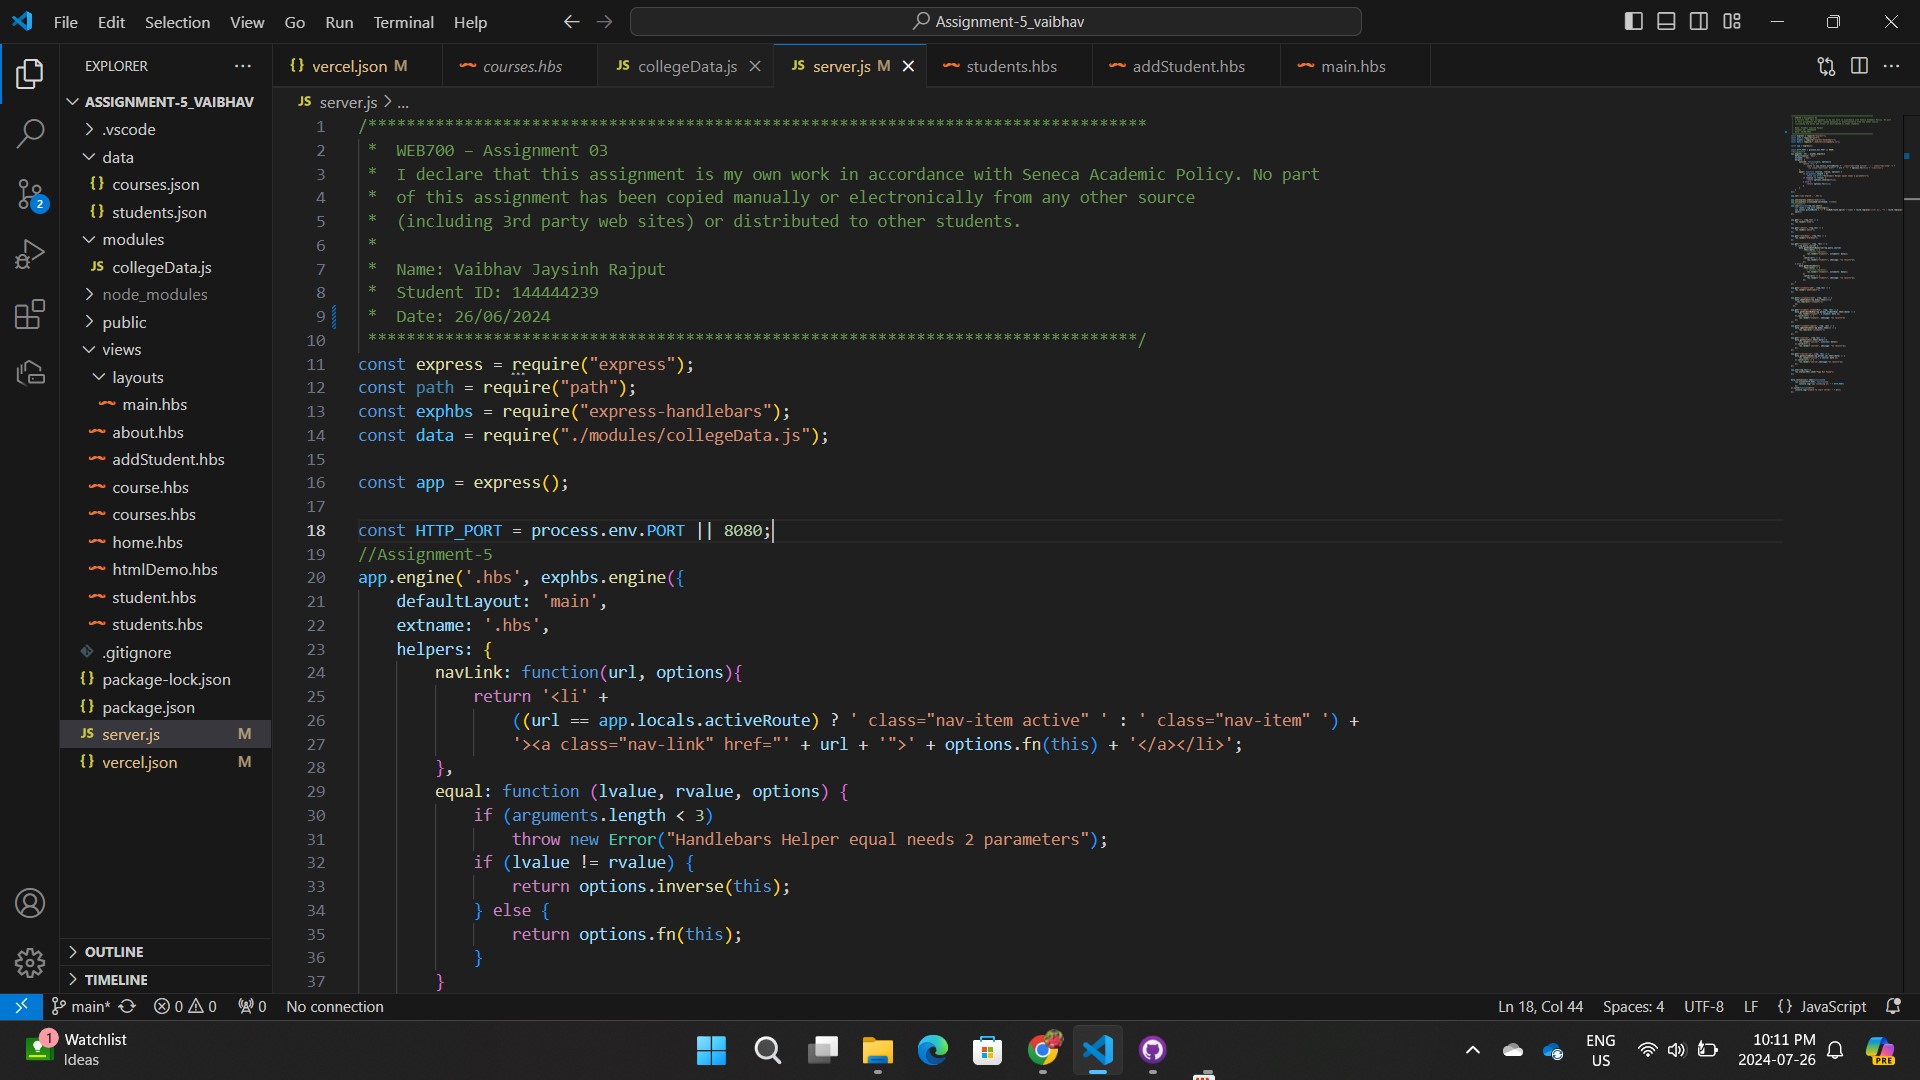 File Edit Selection View Go Run Terminal Help
Assignment-5_vaibhav
EXPLORER
ASSIGNMENT-5_VAIBHAV
.vscode
data
{} courses.json
{} students.json
modules
JS collegeData.js
node_modules
public
views
layouts
main.hbs
about.hbs
addStudent.hbs
course.hbs
courses.hbs
home.hbs
htmlDemo.hbs
student.hbs
students.hbs
.gitignore
{} package-lock.json
{} package.json
JS server.js M
{} vercel.json M
OUTLINE
TIMELINE
2
{} vercel.json M courses.hbs JS collegeData.js JS server.js M students.hbs addStudent.hbs main.hbs
JS server.js > ...
1 /********************************************************************************
2 * WEB700 – Assignment 03
3 * I declare that this assignment is my own work in accordance with Seneca Academic Policy. No part
4 * of this assignment has been copied manually or electronically from any other source
5 * (including 3rd party web sites) or distributed to other students.
6 *
7 * Name: Vaibhav Jaysinh Rajput
8 * Student ID: 144444239
9 * Date: 26/06/2024
10 ********************************************************************************/
11 const express = require("express");
12 const path = require("path");
13 const exphbs = require("express-handlebars");
14 const data = require("./modules/collegeData.js");
15
16 const app = express();
17
18 const HTTP_PORT = process.env.PORT || 8080;
19 //Assignment-5
20 app.engine('.hbs', exphbs.engine({
21 defaultLayout: 'main',
22 extname: '.hbs',
23 helpers: {
24 navLink: function(url, options){
25 return '<li' +
26 ((url == app.locals.activeRoute) ? ' class="nav-item active" ' : ' class="nav-item" ') +
27 '><a class="nav-link" href="' + url + '">' + options.fn(this) + '</a></li>';
28 },
29 equal: function (lvalue, rvalue, options) {
30 if (arguments.length < 3)
31 throw new Error("Handlebars Helper equal needs 2 parameters");
32 if (lvalue != rvalue) {
33 return options.inverse(this);
34 } else {
35 return options.fn(this);
36 }
37 }
main* 0 0 0 No connection Ln 18, Col 44 Spaces: 4 UTF-8 LF {} JavaScript
1 Watchlist
Ideas
ENG
US
10:11 PM
2024-07-26
PRE